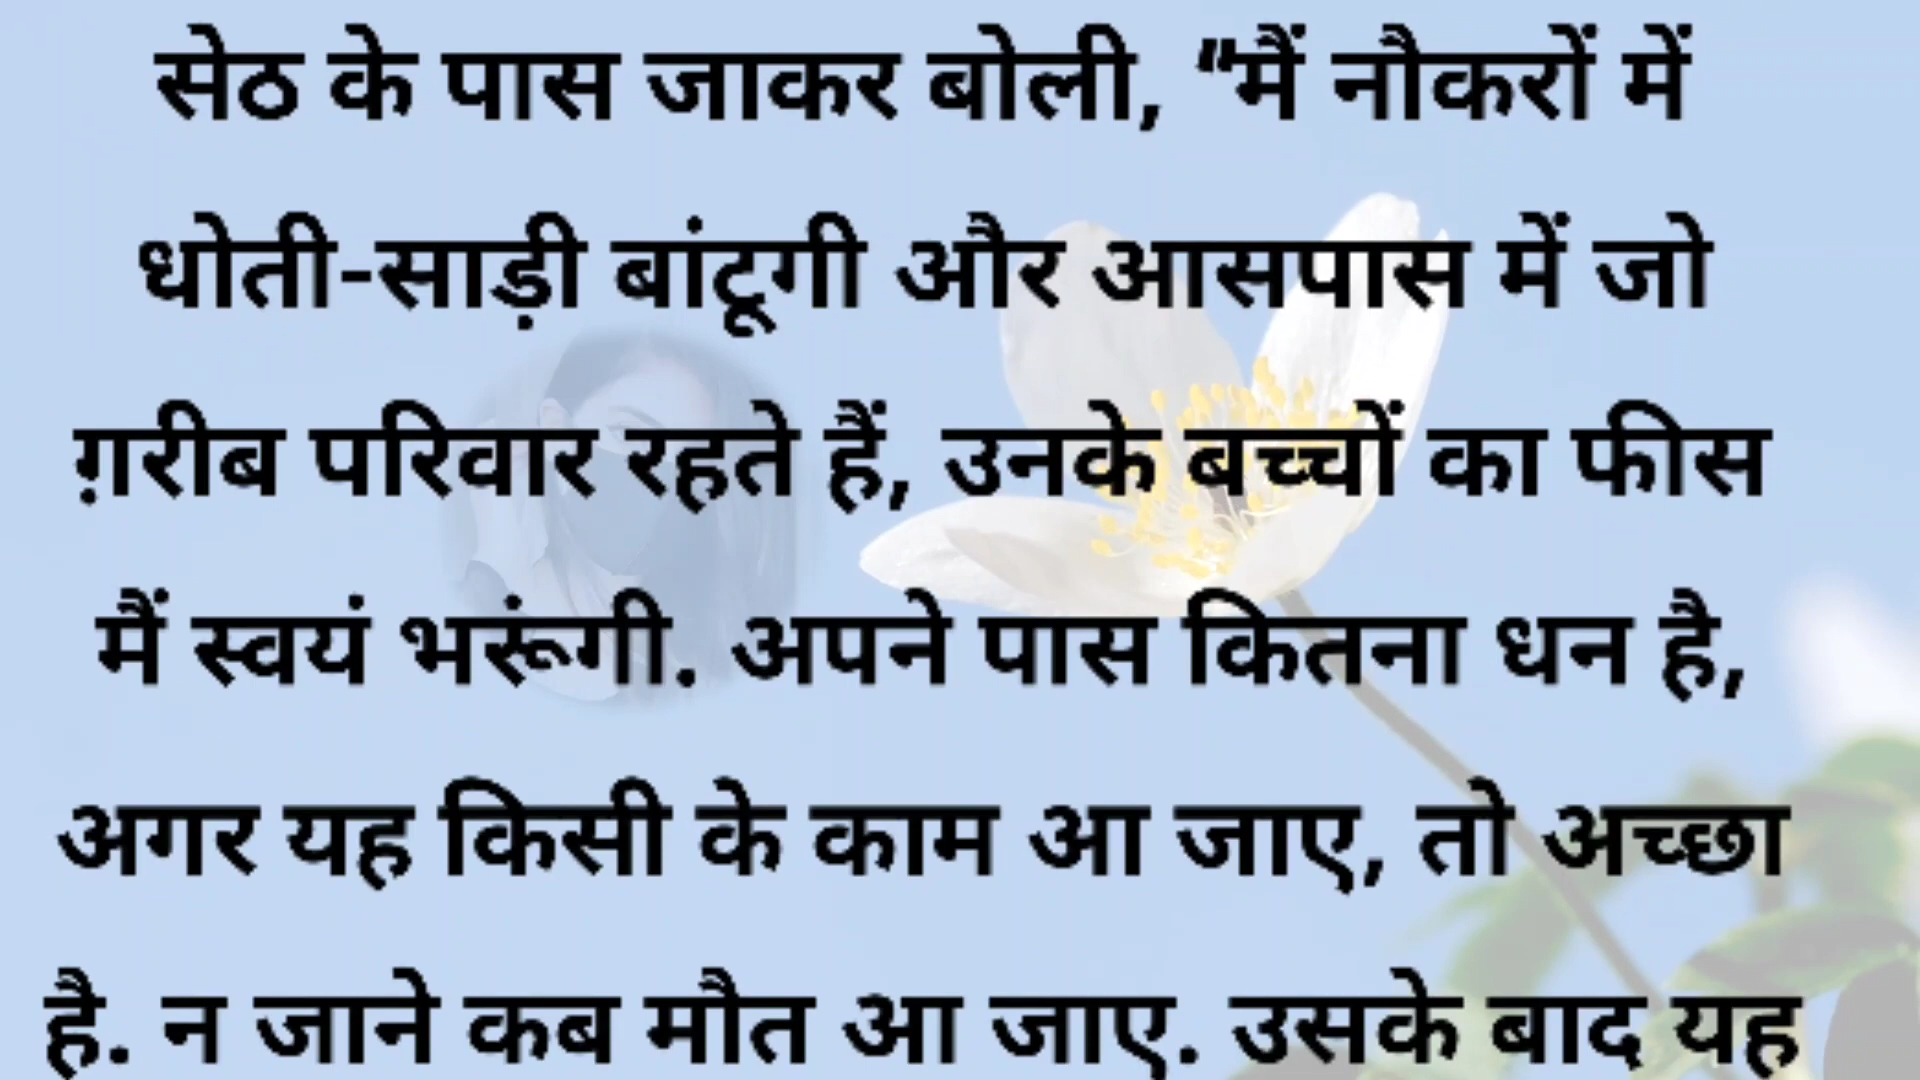 सेठ के पास जाकर बोली, "मैं नौकरों में
धोती-साड़ी बांटूगी और आसपास में जो
ग़रीब परिवार रहते हैं, उनके बच्चों का फीस
मैं स्वयं भरूंगी. अपने पास कितना धन है,
अगर यह किसी के काम आ जाए, तो अच्छा
है. न जाने कब मौत आ जाए. उसके बाद यह